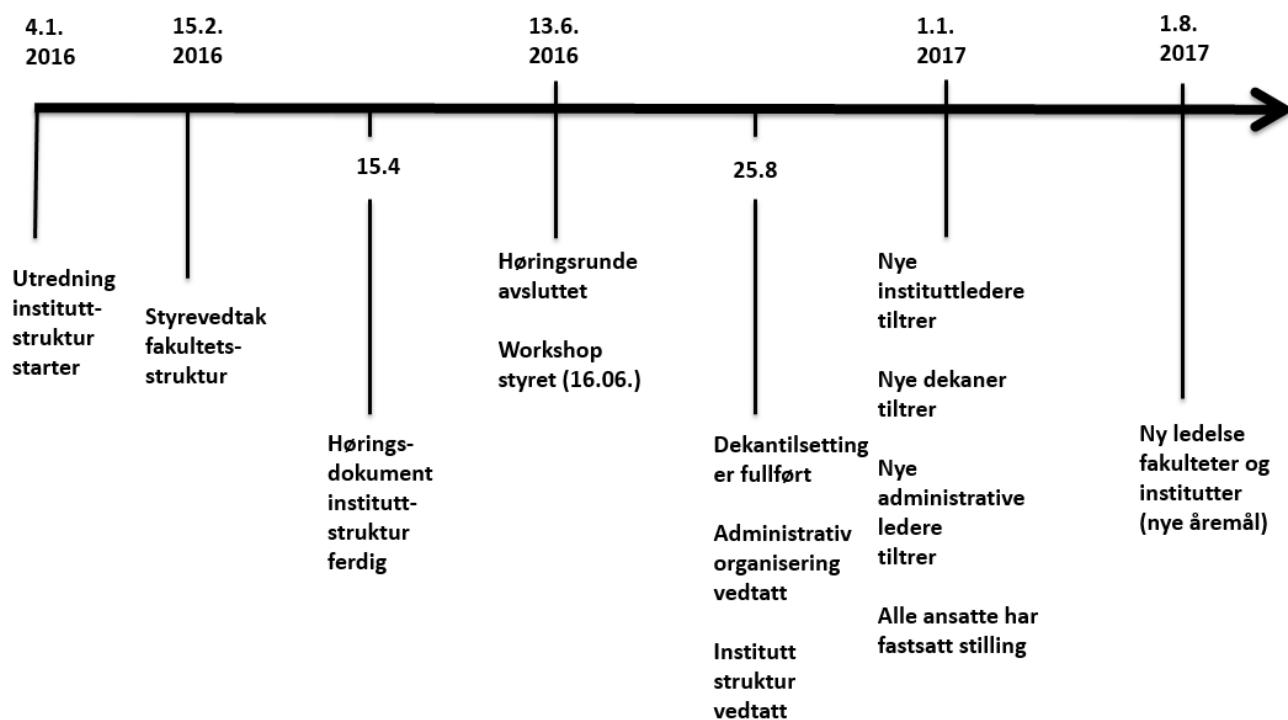 4.1.
2016
15.2.
2016
13.6.
2016
1.1.
2017
1.8.
2017
15.4
25.8
Utredning
institutt-
struktur
starter
Styrevedtak
fakultets-
struktur
Hørings-
dokument
institutt-
struktur
ferdig
Høringsrunde
avsluttet
Workshop
styret (16.06.)
Dekantilsetting
er fullført
Administrativ
organisering
vedtatt
Institutt
struktur
vedtatt
Nye
instituttledere
tiltrer
Nye dekaner
tiltrer
Nye
administrative
ledere
tiltrer
Alle ansatte har
fastsatt stilling
Ny ledelse
fakulteter og
institutter
(nye åremål)